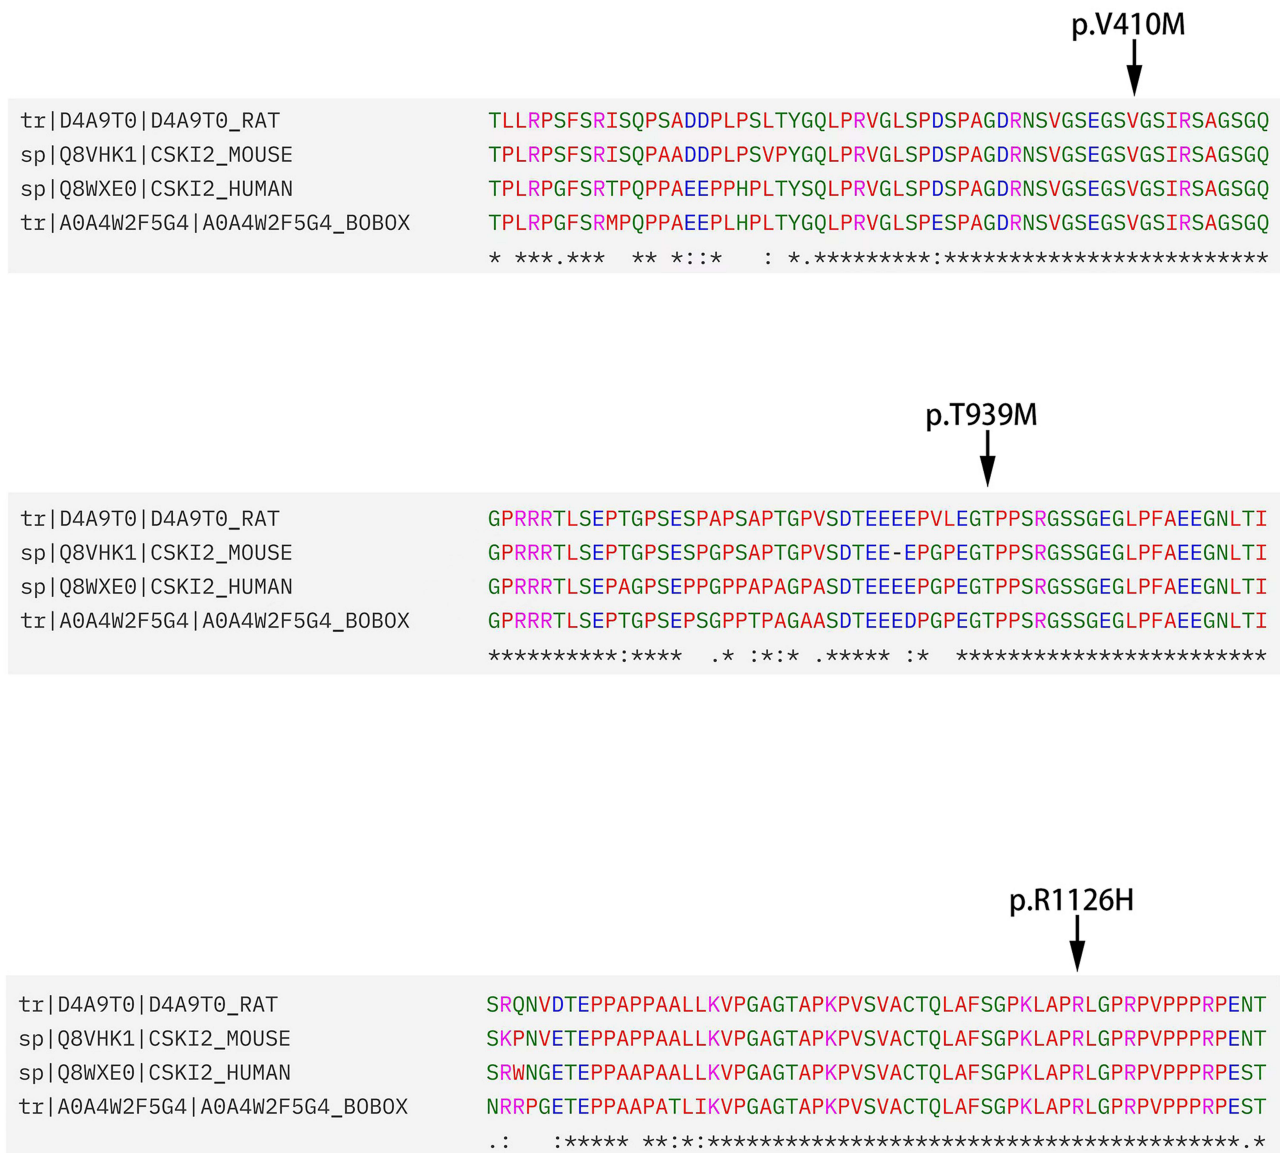 p.V410M
tr|D4A9T0|D4A9T0_RAT TLLRPSFSRISQPSADDPLPSLTYGQLPRVGLSPDSPAGDRNSVGSEGSVGSIRSAGSGQ
sp|Q8VHK1|CSKI2_MOUSE TPLRPSFSRISQPAADDPLPSVPYGQLPRVGLSPDSPAGDRNSVGSEGSVGSIRSAGSGQ
sp|Q8WXE0|CSKI2_HUMAN TPLRPGFSRTPQPPAEEPPHPLTYSQLPRVGLSPDSPAGDRNSVGSEGSVGSIRSAGSGQ
tr|A0A4W2F5G4|A0A4W2F5G4_BOBOX TPLRPGFSRMPQPPAEEPLHPLTYGQLPRVGLSPESPAGDRNSVGSEGSVGSIRSAGSGQ
* ***.***  ** *::*   : *.*********:*************************
p.T939M
tr|D4A9T0|D4A9T0_RAT GPRRRTLSEPTGPSESPAPSAPTGPVSDTEEEEPVLEGTPPSRGSSGEGLPFAEEGNLTI
sp|Q8VHK1|CSKI2_MOUSE GPRRRTLSEPTGPSESPGPSAPTGPVSDTEE-EPGPEGTPPSRGSSGEGLPFAEEGNLTI
sp|Q8WXE0|CSKI2_HUMAN GPRRRTLSEPAGPSEPPGPPAPAGPASDTEEEEPGPEGTPPSRGSSGEGLPFAEEGNLTI
tr|A0A4W2F5G4|A0A4W2F5G4_BOBOX GPRRRTLSEPTGPSEPSGPPTPAGAASDTEEEDPGPEGTPPSRGSSGEGLPFAEEGNLTI
**********:****  .* :*:* .***** :*  ************************
p.R1126H
tr|D4A9T0|D4A9T0_RAT SRQNVDTEPPAPPAALLKVPGAGTAPKPVSVACTQLAFSGPKLAPRLGPRPVPPPRPENT
sp|Q8VHK1|CSKI2_MOUSE SKPNVETEPPAPPAALLKVPGAGTAPKPVSVACTQLAFSGPKLAPRLGPRPVPPPRPENT
sp|Q8WXE0|CSKI2_HUMAN SRWNGETEPPAAPAALLKVPGAGTAPKPVSVACTQLAFSGPKLAPRLGPRPVPPPRPEST
tr|A0A4W2F5G4|A0A4W2F5G4_BOBOX NRRPGETEPPAAPATLIKVPGAGTAPKPVSVACTQLAFSGPKLAPRLGPRPVPPPRPEST
.:   :***** **:*:*****************************************.*